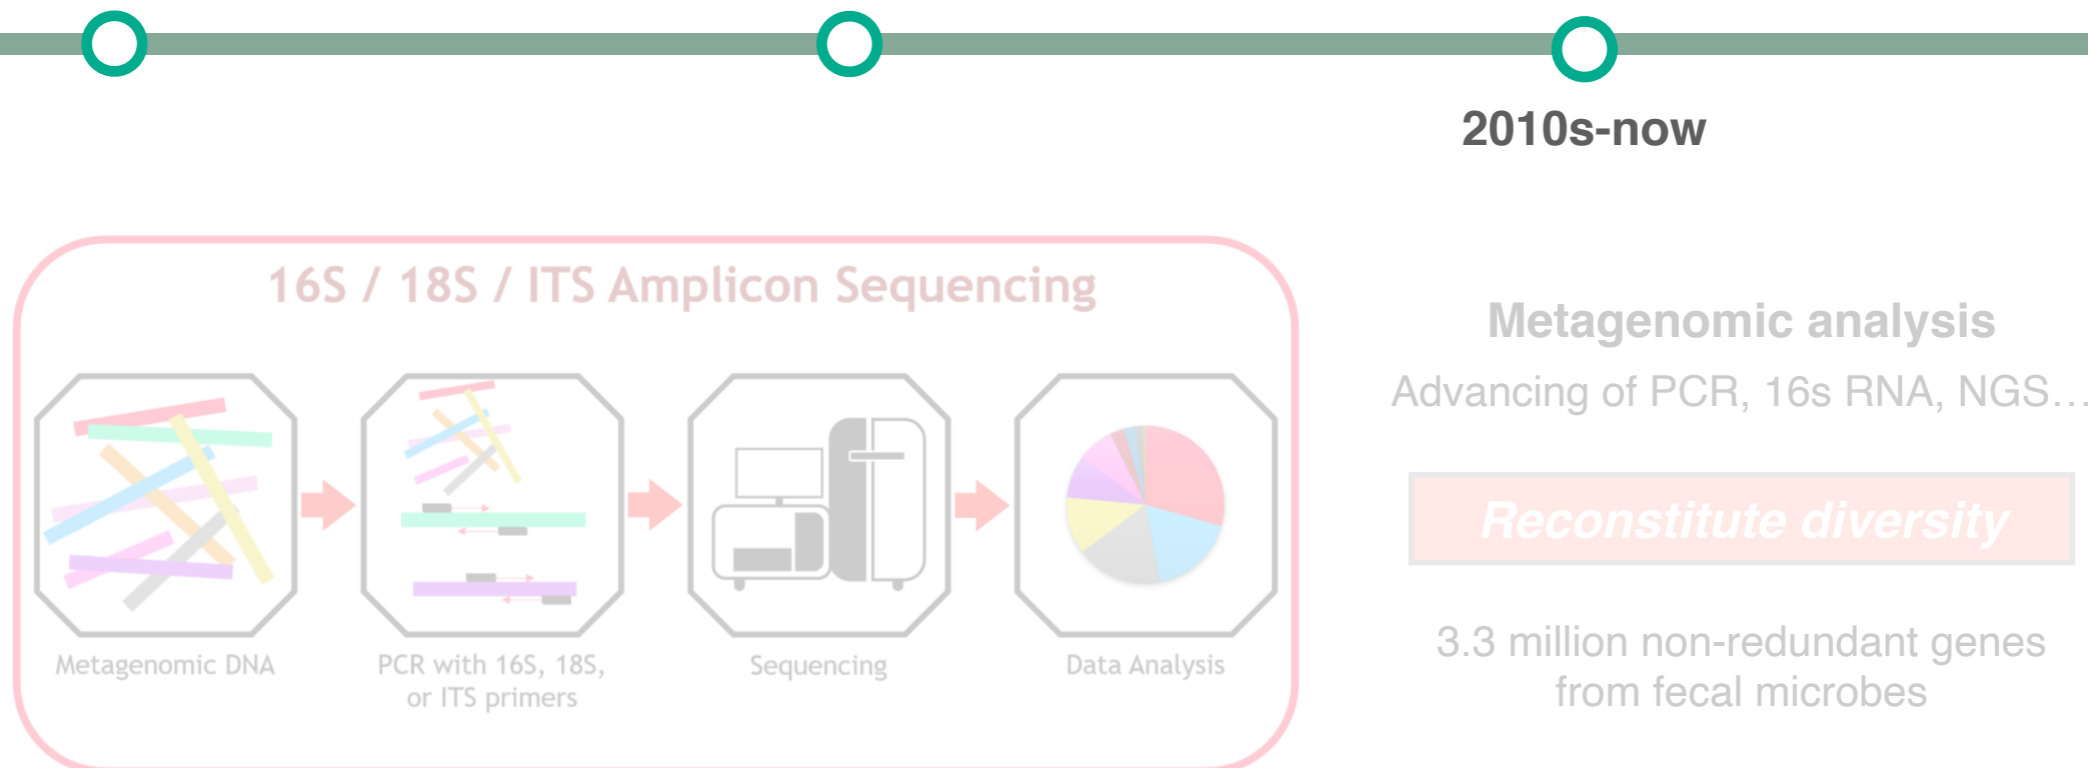 2010s-now
16S / 18S / ITS Amplicon Sequencing
Metagenomic DNA
PCR with 16S, 18S,
or ITS primers
Sequencing
Data Analysis
Metagenomic analysis
Advancing of PCR, 16s RNA, NGS…
Reconstitute diversity
3.3 million non-redundant genes
from fecal microbes